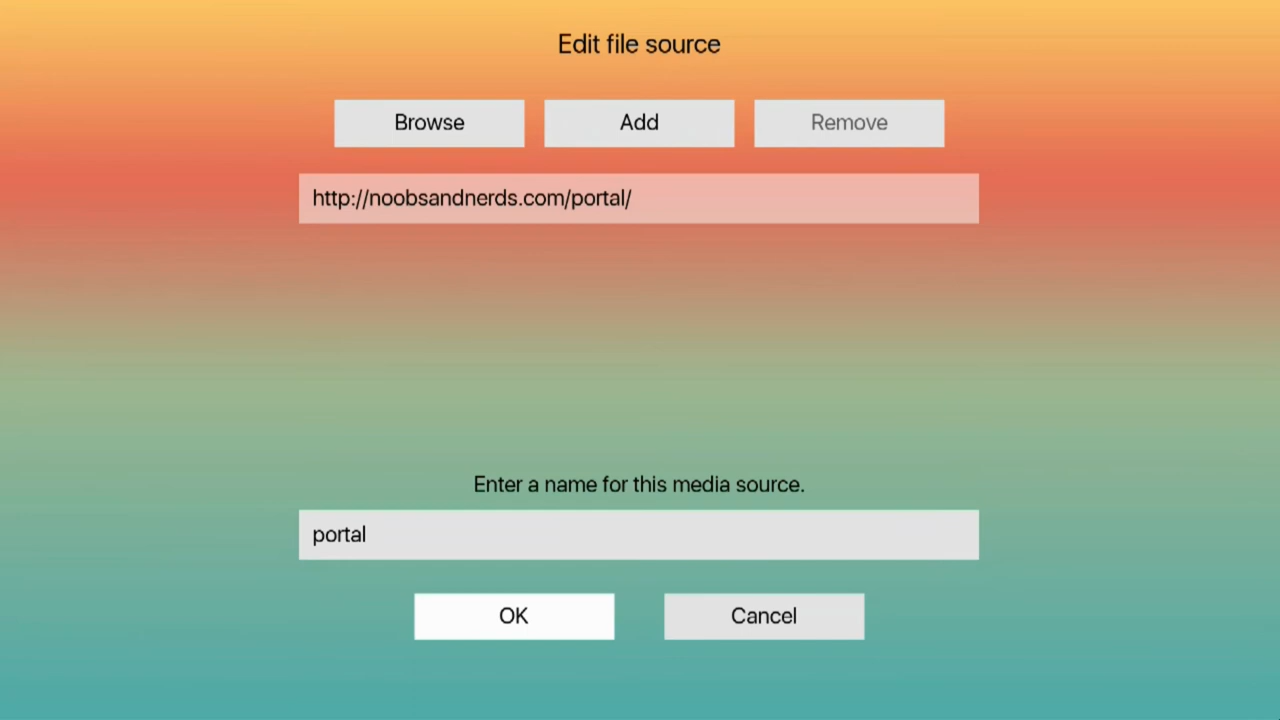 Edit file source
Browse Add Remove
http://noobsandnerds.com/portal/
Enter a name for this media source.
portal
OK Cancel